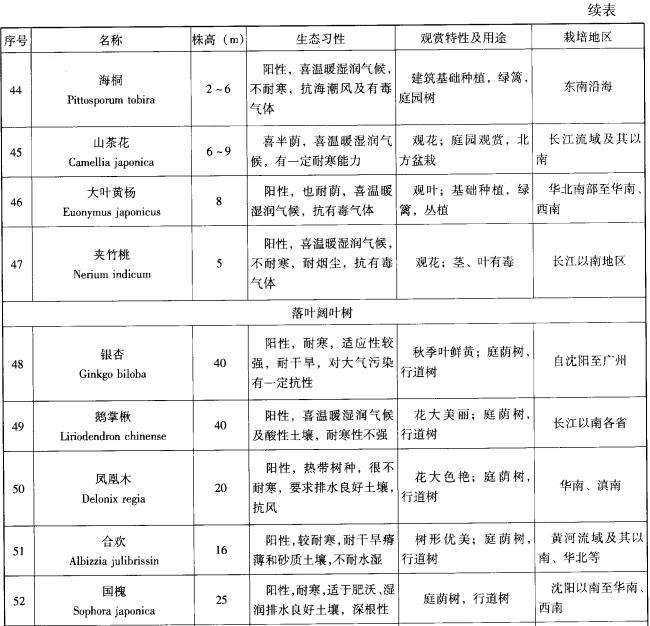 续表
序号 名称 株高（m） 生态习性 观赏特性及用途 栽培地区
44
海桐
Pittosporum tobira
2~6
阳性，喜温暖湿润气候，
不耐寒，抗海潮风及有毒
气体
建筑基础种植，绿篱，
庭园树
东南沿海
45
山茶花
Camellia japonica
6~9
喜半荫，喜温暖湿润气
候，有一定耐寒能力
观花；庭园观赏，北
方盆栽
长江流域及其以
南
46
大叶黄杨
Euonymus japonicus
8
阳性，也耐荫，喜温暖
湿润气候，抗有毒气体
观叶；基础种植，绿
篱，丛植
华北南部至华南、
西南
47
夹竹桃
Nerium indicum
5
阳性，喜温暖湿润气候，
不耐寒，耐烟尘，抗有毒
气体
观花；茎、叶有毒
长江以南地区
落叶阔叶树
48
银杏
Ginkgo biloba
40
阳性，耐寒，适应性较
强，耐干旱，对大气污染
有一定抗性
秋季叶鲜黄；庭荫树，
行道树
自沈阳至广州
49
鹅掌楸
Liriodendron chinense
40
阳性，喜温暖湿润气候
及酸性土壤，耐寒性不强
花大美丽；庭荫树，
行道树
长江以南各省
50
凤凰木
Delonix regia
20
阳性，热带树种，很不
耐寒，要求排水良好土壤，
抗风
花大色艳；庭荫树，
行道树
华南、滇南
51
合欢
Albizzia julibrissin
16
阳性，较耐寒，耐干旱瘠
薄和砂质土壤，不耐水湿
树形优美；庭荫树，
行道树
黄河流域及其以
南、华北等
52
国槐
Sophora japonica
25
阳性，耐寒，适于肥沃、湿
润排水良好土壤，深根性
庭荫树，行道树
沈阳以南至华南、
西南